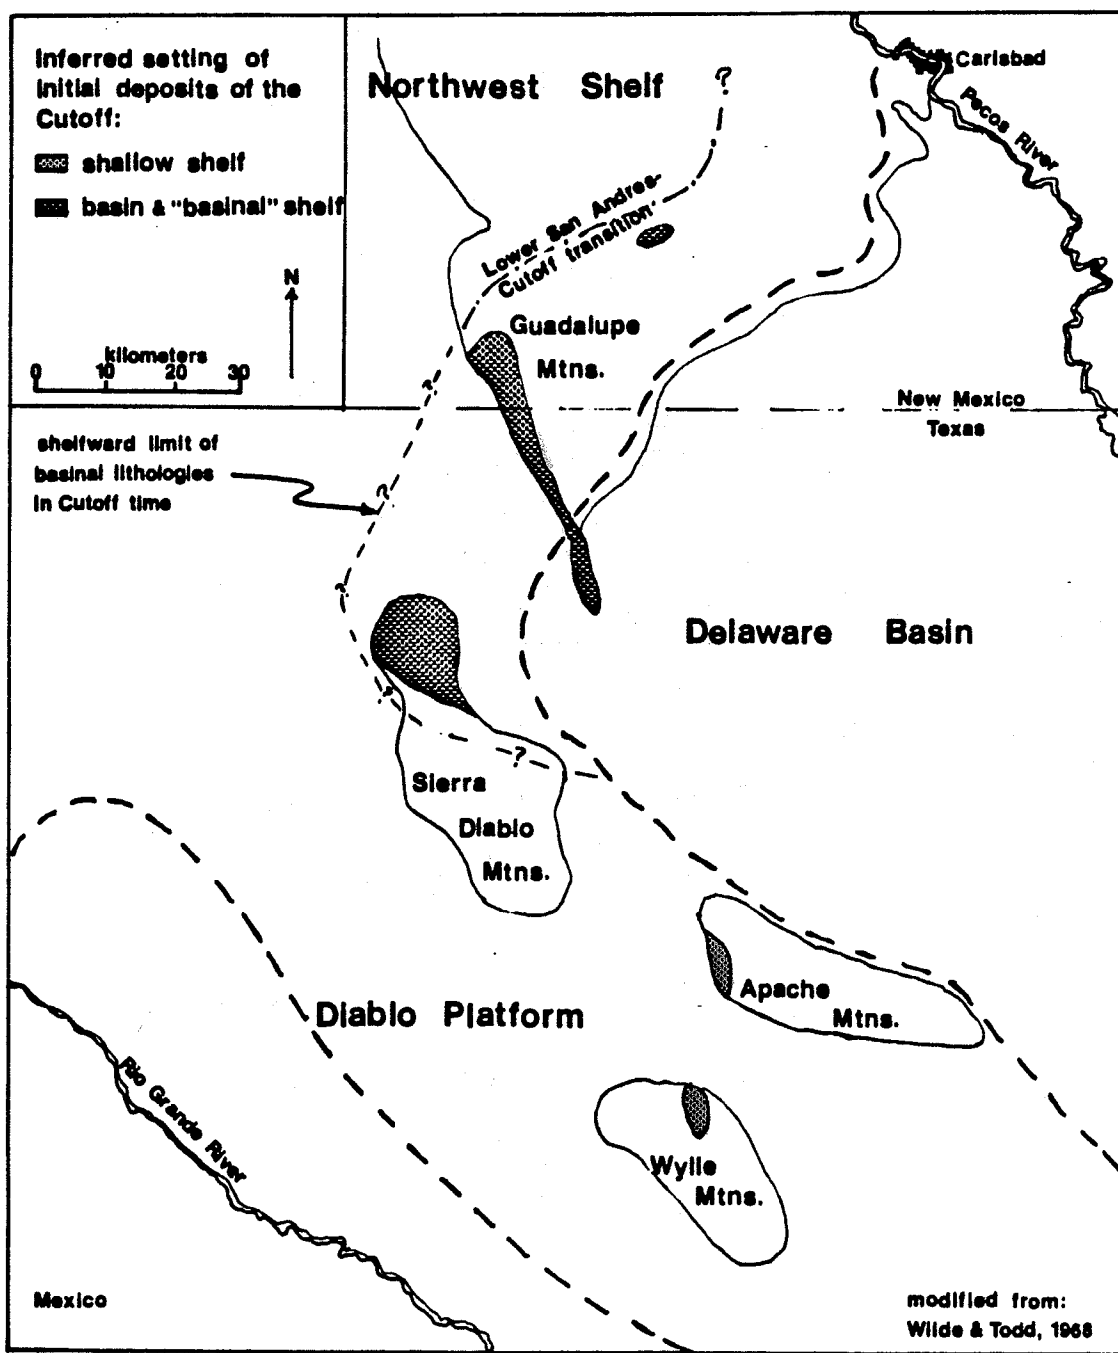 Inferred setting of
initial deposits of the
Cutoff:
shallow shelf
basin & "basinal" shelf
N
kilometers
0 10 20 30
Northwest Shelf
?
Carlsbad
Pecos River
Lower San Andres-
Cutoff transition
Guadalupe
Mtns.
?
New Mexico
Texas
shelfward limit of
basinal lithologies
in Cutoff time
?
?
Delaware Basin
?
?
Sierra
Diablo
Mtns.
Diablo Platform
Apache
Mtns.
Rio Grande River
Wylie
Mtns.
Mexico
modified from:
Wilde & Todd, 1968